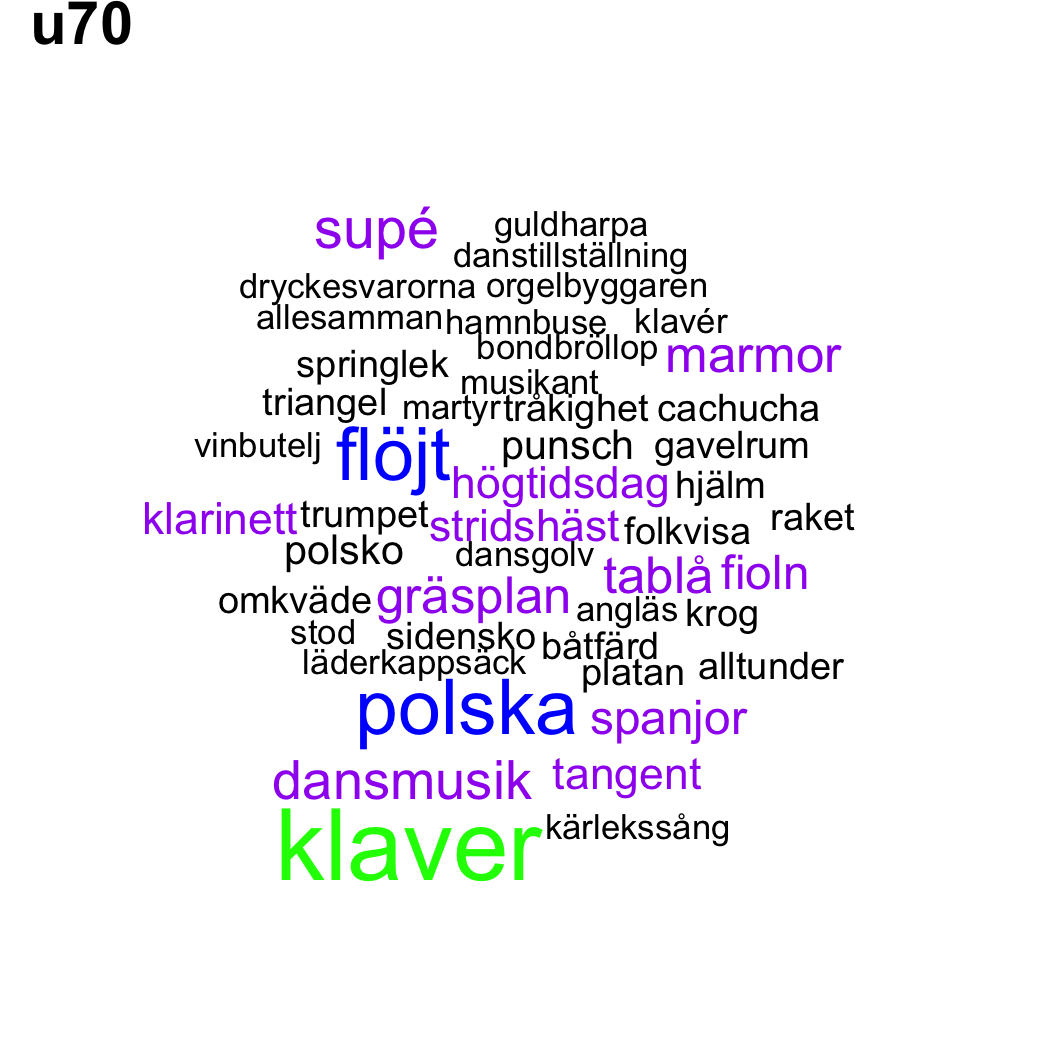 u70
supé guldharpa
danstillställning
dryckesvarorna orgelbyggaren
allesamman hamnbuse klavér
bondbröllop marmor
springlek musikant
triangel martyr tråkighet cachucha
vinbutelj flöjt punsch gavelrum
högtidsdag hjälm
klarinett trumpet stridshäst folkvisa raket
polsko dansgolv
tablå fioln
omkväde gräsplan angläs krog
stod sidensko båtfärd
läderkappsäck platan alltunder
polska spanjor
dansmusik tangent
klaver kärlekssång